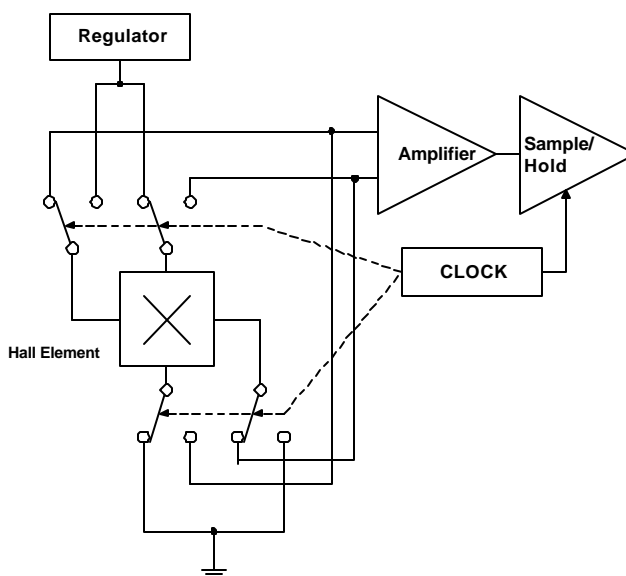 Regulator
Amplifier
Sample/
Hold
CLOCK
Hall Element